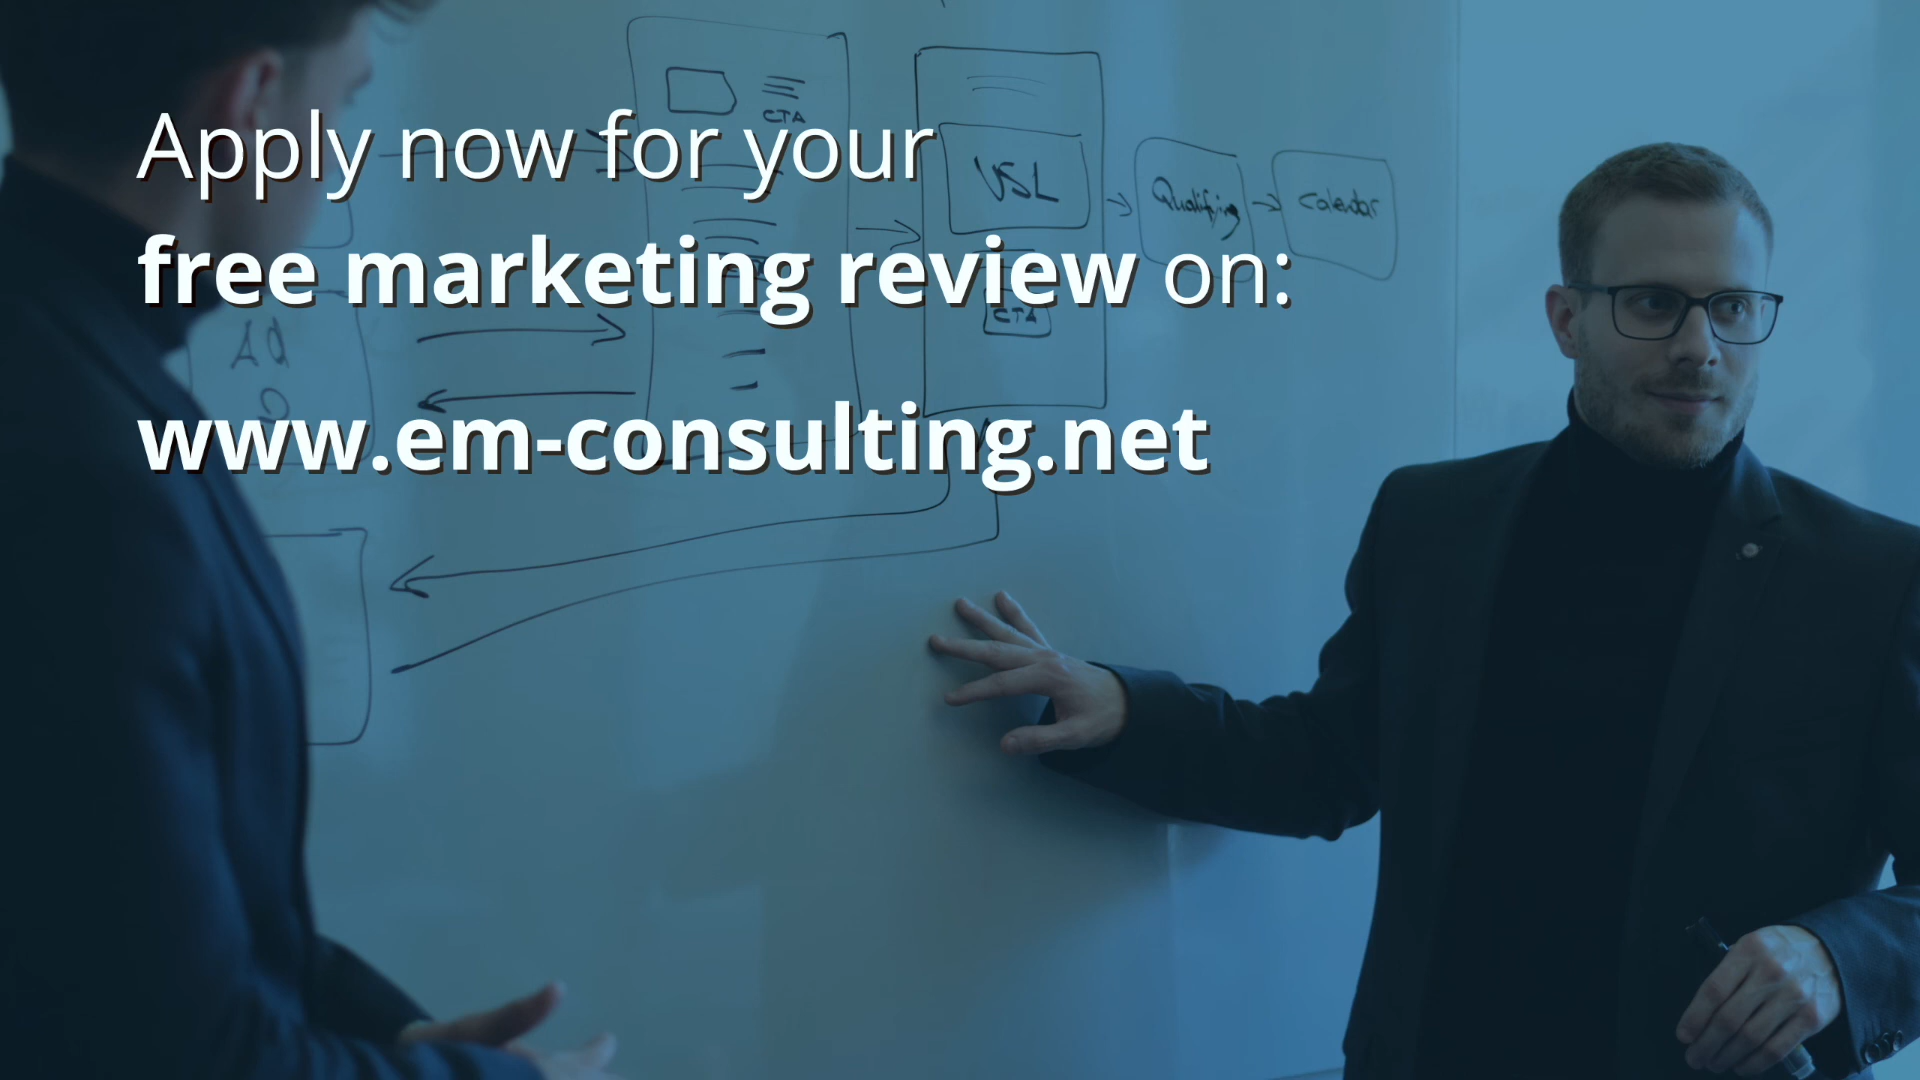 Apply now for your
free marketing review on:
www.em-consulting.net
CTA
VSL
CTA
Qualifying
Calendar
Ad